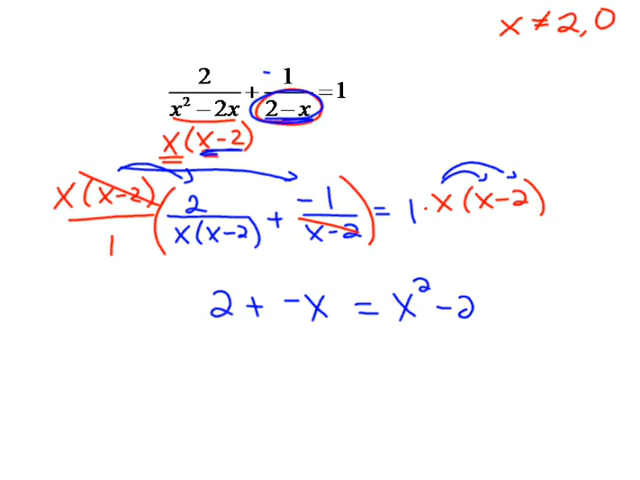 x ≠ 2, 0
2/(x² − 2x) + -1/(2 − x) = 1
x(x-2)
x(x-2)/1 (2/(x(x-2)) + -1/(x-2)) = 1 · x(x-2)
2 + -x = x² - 2